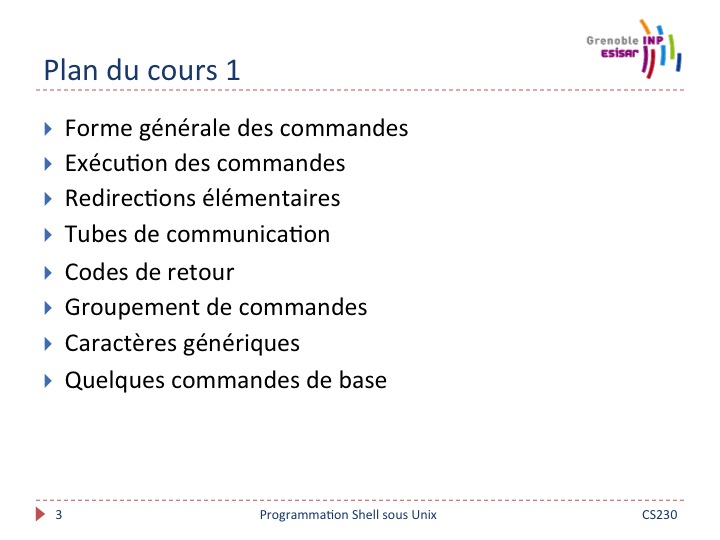 Grenoble INP
ESISAR
Plan du cours 1
Forme générale des commandes
Exécution des commandes
Redirections élémentaires
Tubes de communication
Codes de retour
Groupement de commandes
Caractères génériques
Quelques commandes de base
3 Programmation Shell sous Unix CS230